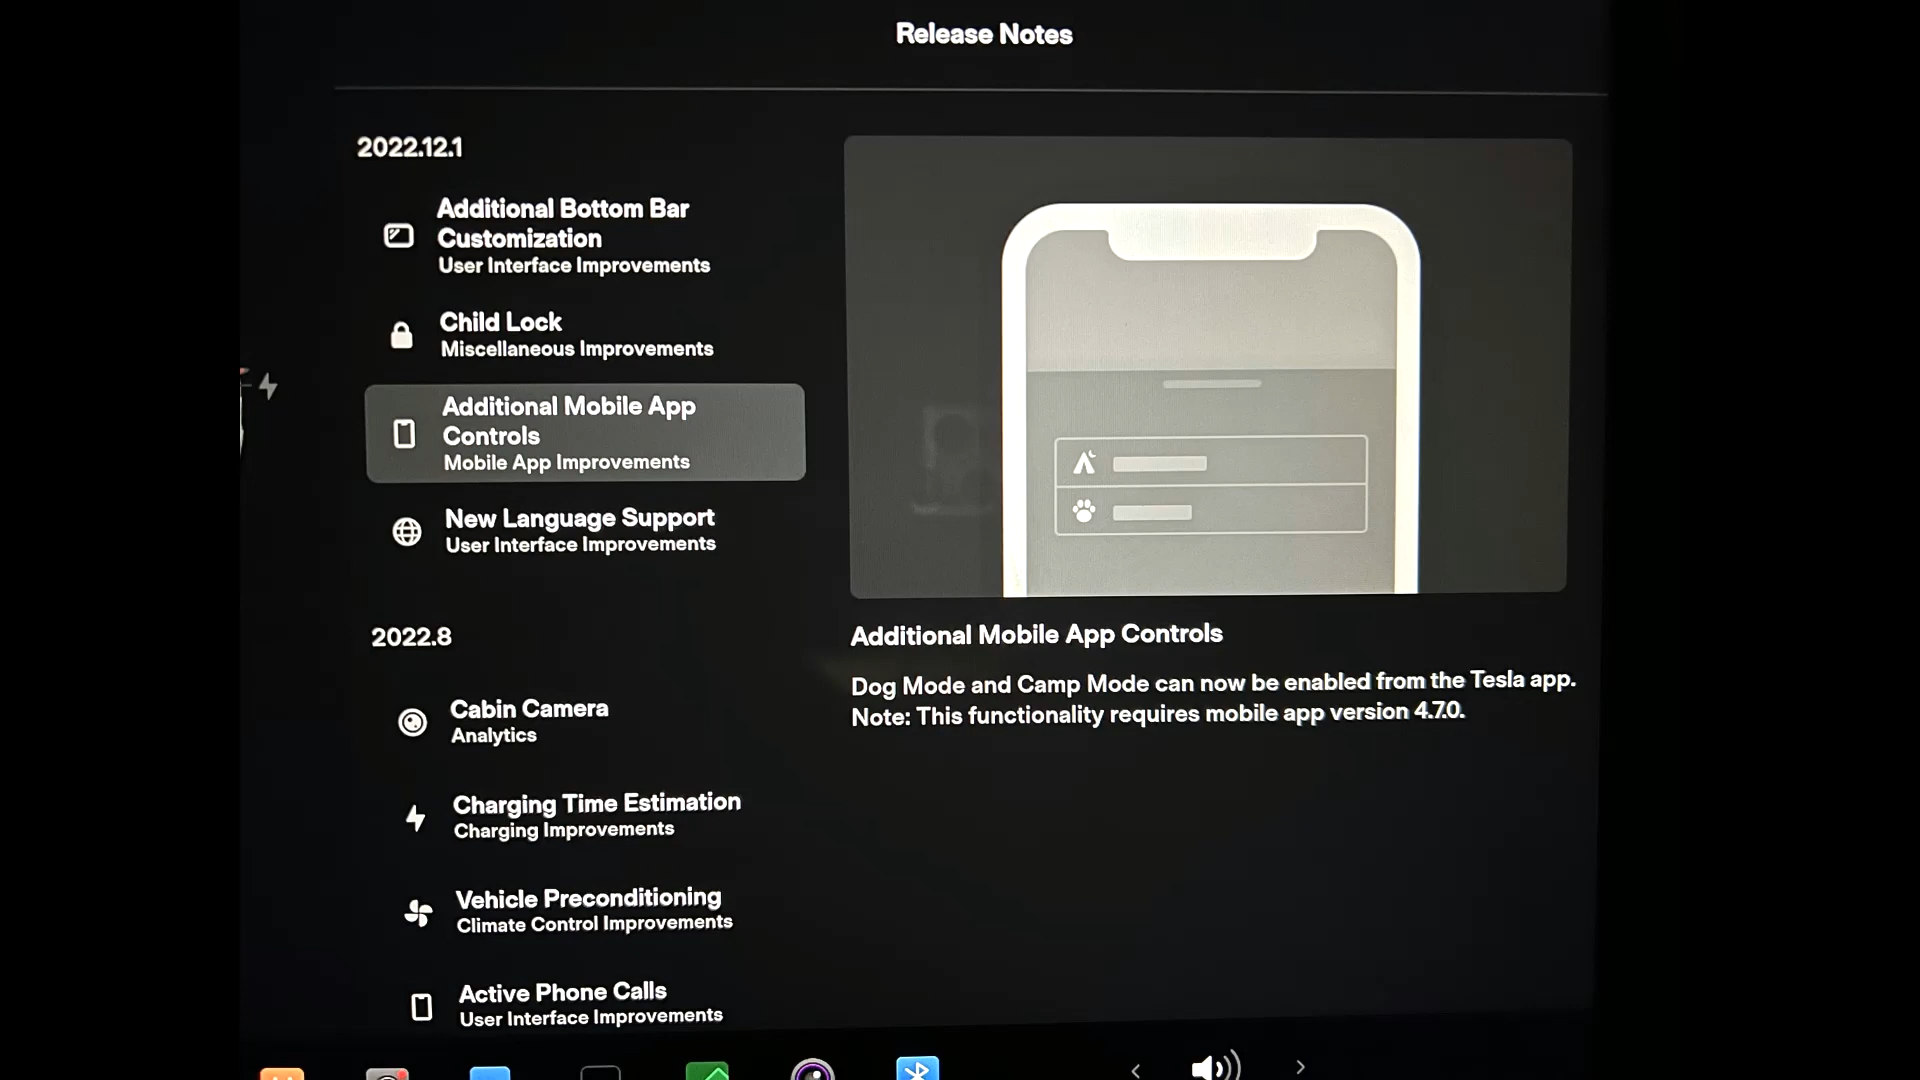 Release Notes
2022.12.1
Additional Bottom Bar
Customization
User Interface Improvements
Child Lock
Miscellaneous Improvements
Additional Mobile App
Controls
Mobile App Improvements
New Language Support
User Interface Improvements
2022.8
Cabin Camera
Analytics
Charging Time Estimation
Charging Improvements
Vehicle Preconditioning
Climate Control Improvements
Active Phone Calls
User Interface Improvements
Additional Mobile App Controls
Dog Mode and Camp Mode can now be enabled from the Tesla app.
Note: This functionality requires mobile app version 4.7.0.